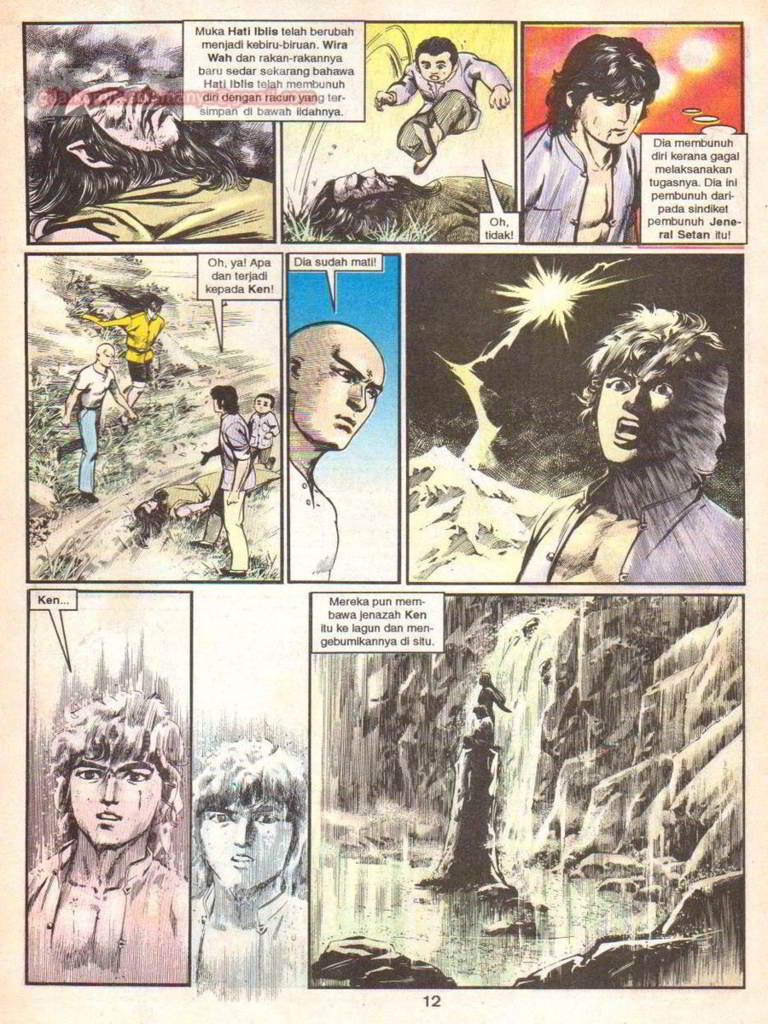 Muka Hati Iblis telah berubah
menjadi kebiru-biruan. Wira
Wah dan rakan-rakannya
baru sedar sekarang bahawa
Hati Iblis telah membunuh
diri dengan racun yang ter-
simpan di bawah lidahnya.
Oh,
tidak!
Dia membunuh
diri kerana gagal
melaksanakan
tugasnya. Dia ini
pembunuh dari-
pada sindiket
pembunuh Jene-
ral Setan itu!
Oh, ya! Apa
dan terjadi
kepada Ken!
Dia sudah mati!
Ken...
Mereka pun mem-
bawa jenazah Ken
itu ke lagun dan men-
gebumikannya di situ.
12